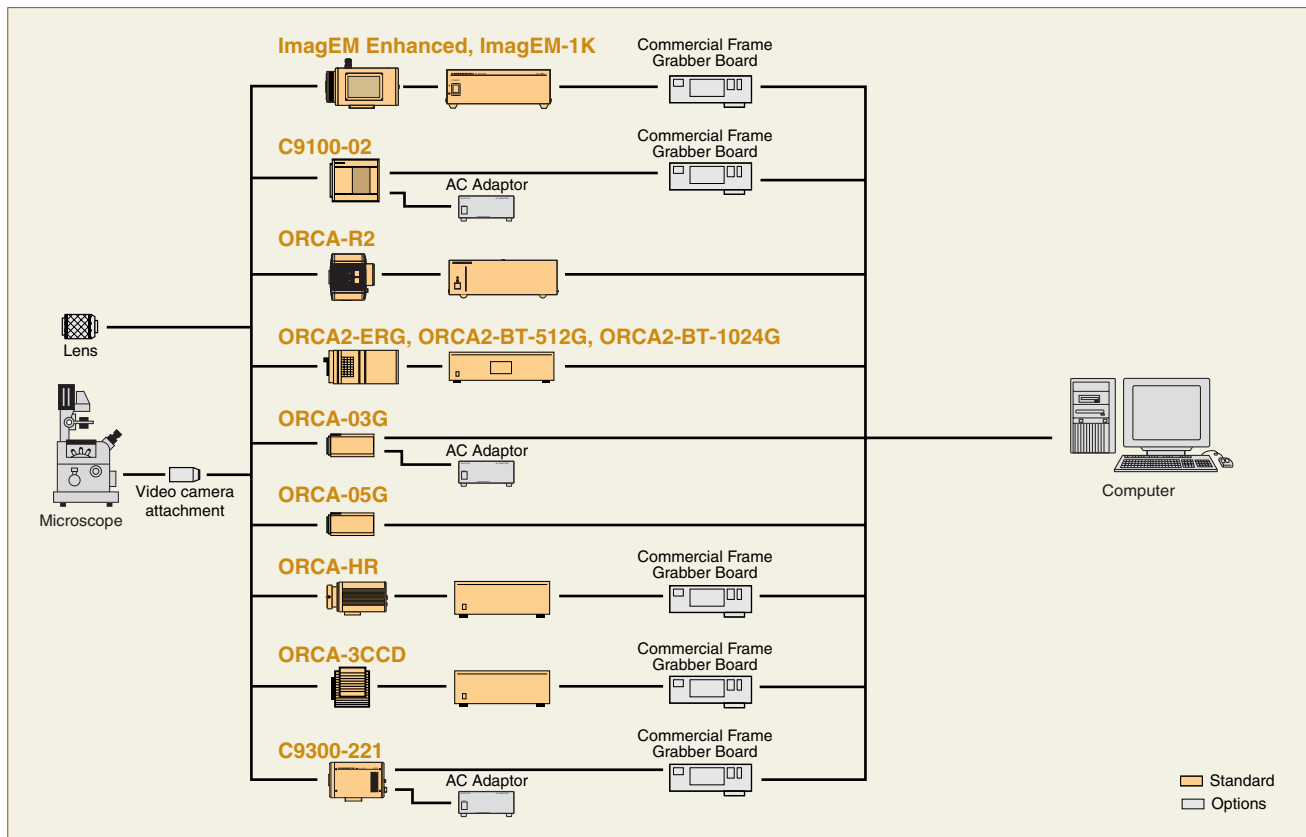 ImagEM Enhanced, ImagEM-1K
Commercial Frame
Grabber Board
C9100-02
Commercial Frame
Grabber Board
AC Adaptor
ORCA-R2
Lens
ORCA2-ERG, ORCA2-BT-512G, ORCA2-BT-1024G
ORCA-03G
AC Adaptor
Microscope
Video camera
attachment
Computer
ORCA-05G
ORCA-HR
Commercial Frame
Grabber Board
ORCA-3CCD
Commercial Frame
Grabber Board
C9300-221
Commercial Frame
Grabber Board
AC Adaptor
Standard
Options